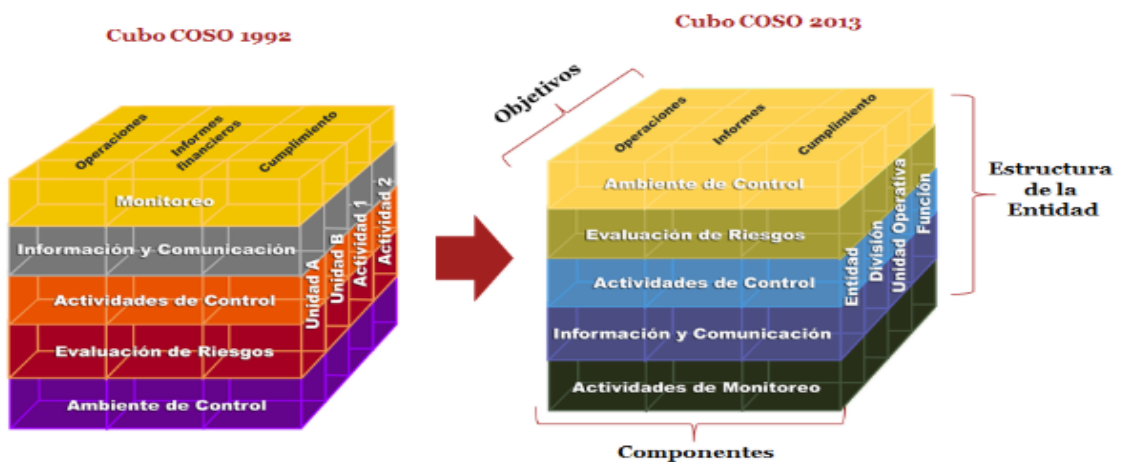 Cubo COSO 1992
Operaciones
Informes
financieros
Cumplimiento
Monitoreo
Información y Comunicación
Actividades de Control
Evaluación de Riesgos
Ambiente de Control
Unidad A
Unidad B
Actividad 1
Actividad 2
Cubo COSO 2013
Objetivos
Operaciones
Informes
Cumplimiento
Ambiente de Control
Evaluación de Riesgos
Actividades de Control
Información y Comunicación
Actividades de Monitoreo
Entidad
División
Unidad Operativa
Función
Estructura
de la
Entidad
Componentes